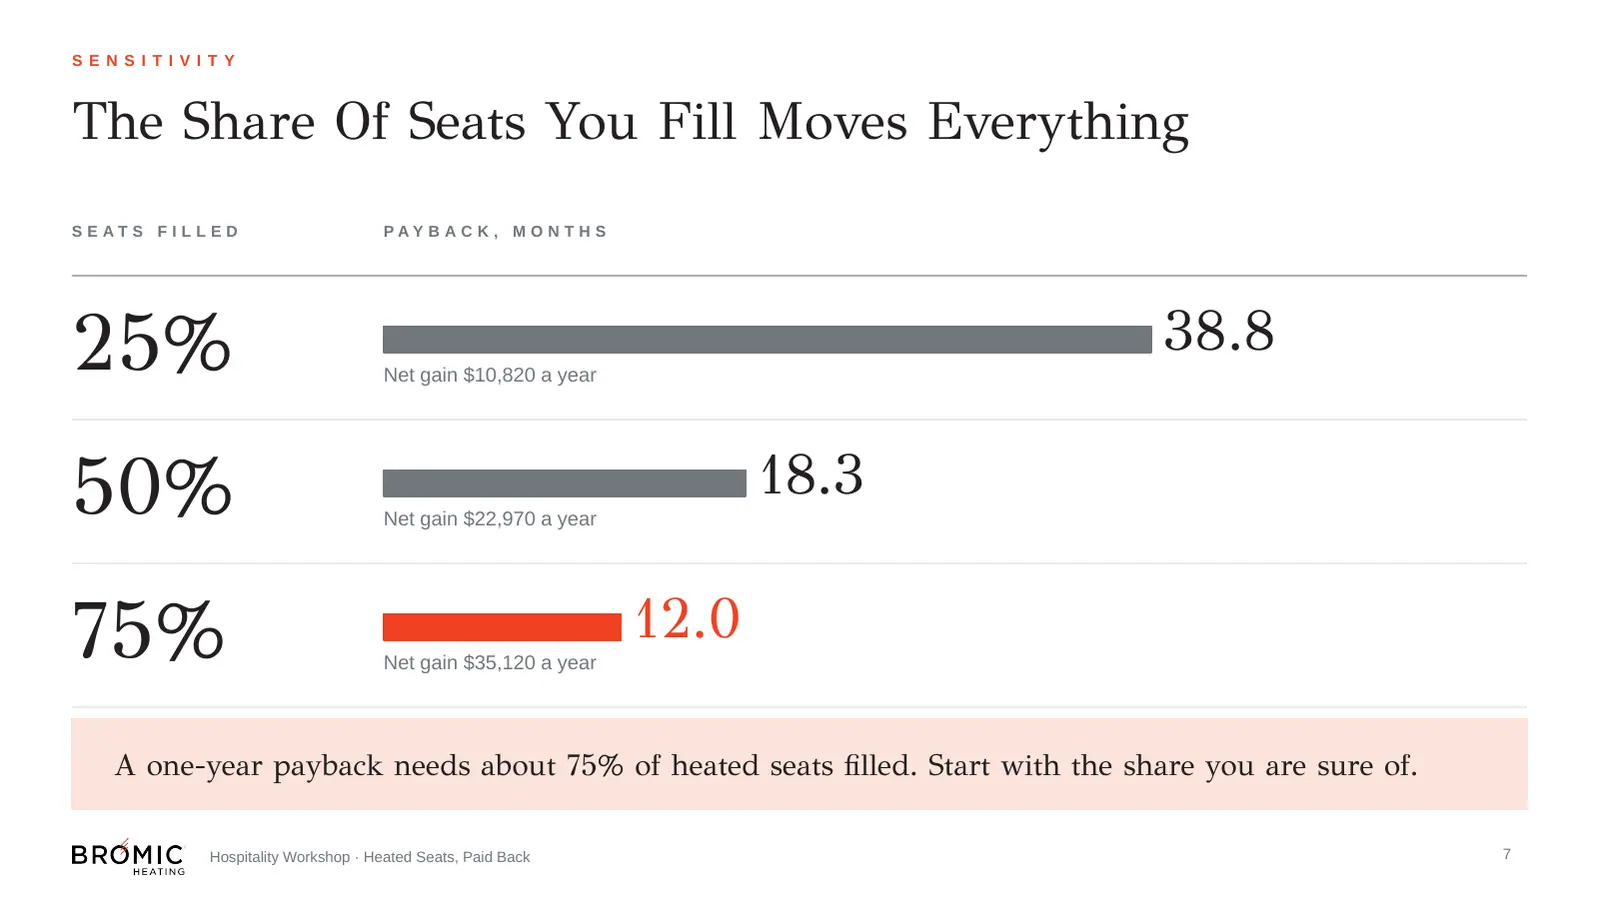 SENSITIVITY
The Share Of Seats You Fill Moves Everything
SEATS FILLED
PAYBACK, MONTHS
25%
38.8
Net gain $10,820 a year
50%
18.3
Net gain $22,970 a year
75%
12.0
Net gain $35,120 a year
A one-year payback needs about 75% of heated seats filled. Start with the share you are sure of.
BROMIC
HEATING
Hospitality Workshop · Heated Seats, Paid Back
7